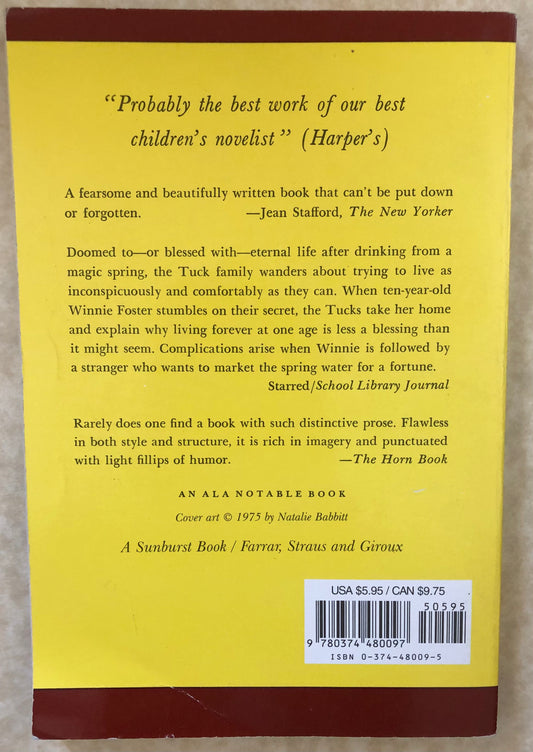 “Probably the best work of our best
children’s novelist” (Harper’s)
A fearsome and beautifully written book that can’t be put down
or forgotten. —Jean Stafford, The New Yorker
Doomed to—or blessed with—eternal life after drinking from a
magic spring, the Tuck family wanders about trying to live as
inconspicuously and comfortably as they can. When ten-year-old
Winnie Foster stumbles on their secret, the Tucks take her home
and explain why living forever at one age is less a blessing than
it might seem. Complications arise when Winnie is followed by
a stranger who wants to market the spring water for a fortune.
Starred/School Library Journal
Rarely does one find a book with such distinctive prose. Flawless
in both style and structure, it is rich in imagery and punctuated
with light fillips of humor. —The Horn Book
AN ALA NOTABLE BOOK
Cover art © 1975 by Natalie Babbitt
A Sunburst Book / Farrar, Straus and Giroux
USA $5.95 / CAN $9.75
50595
9 780374 480097
ISBN 0-374-48009-5